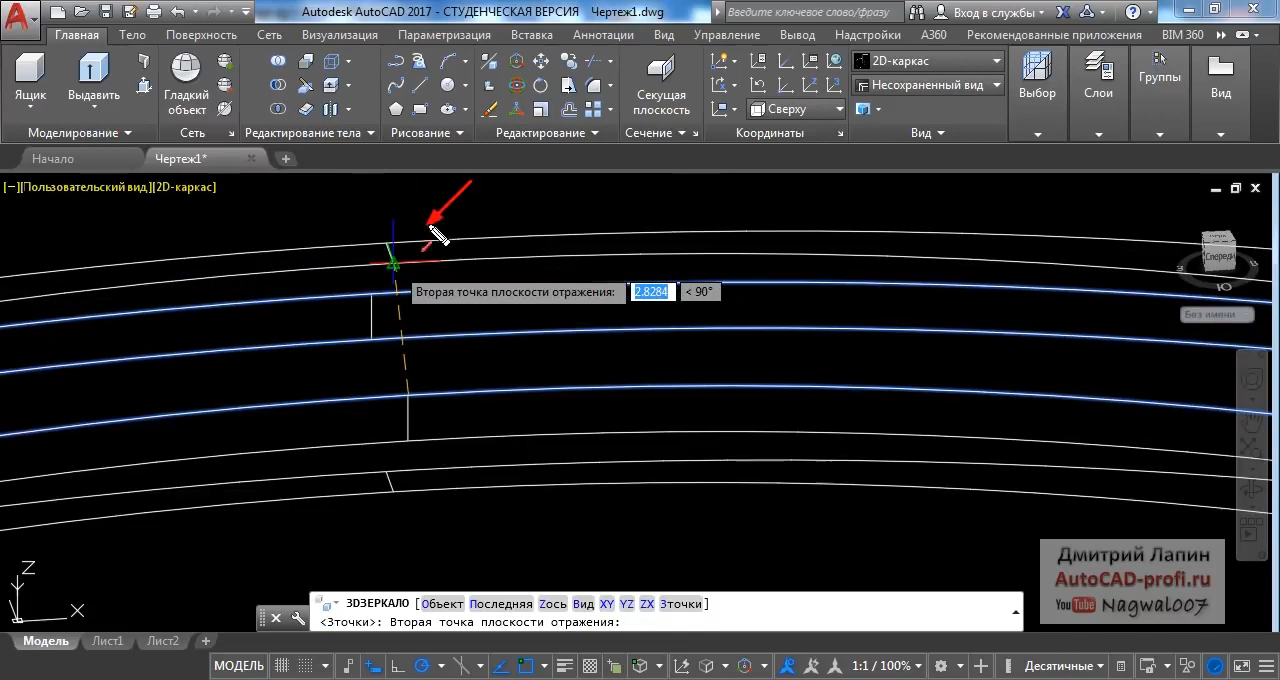 Autodesk AutoCAD 2017 - СТУДЕНЧЕСКАЯ ВЕРСИЯ Чертеж1.dwg
Введите ключевое слово/фразу
Вход в службы
Главная Тело Поверхность Сеть Визуализация Параметризация Вставка Аннотации Вид Управление Вывод Надстройки A360 Рекомендованные приложения BIM 360
Ящик
Выдавить
Гладкий
объект
Секущая
плоскость
2D-каркас
Несохраненный вид
Сверху
Выбор
Слои
Группы
Вид
Моделирование Сеть Редактирование тела Рисование Редактирование Сечение Координаты Вид
Начало Чертеж1*
[−][Пользовательский вид][2D-каркас]
Спереди
Ю
Без имени
Вторая точка плоскости отражения: 2.8284 < 90°
Z
X
Дмитрий Лапин
AutoCAD-profi.ru
YouTube Nagwal007
3DЗЕРКАЛО [Объект Последняя Zось Вид XY YZ ZX 3точки]
<3точки>: Вторая точка плоскости отражения:
Модель Лист1 Лист2
МОДЕЛЬ 1:1 / 100% Десятичные